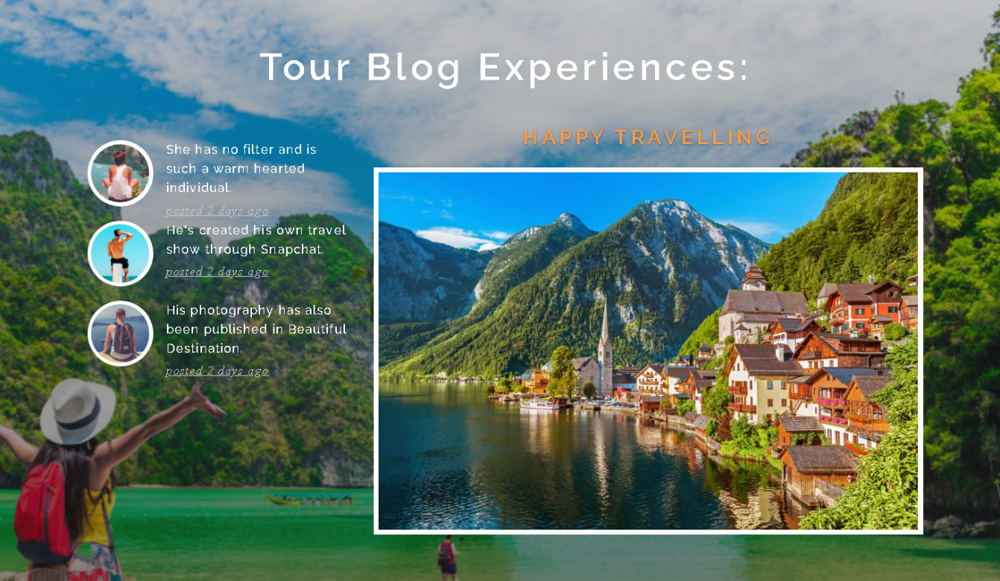 Tour Blog Experiences:
She has no filter and is
such a warm hearted
individual.
posted 2 days ago
He's created his own travel
show through Snapchat.
posted 2 days ago
His photography has also
been published in Beautiful
Destination.
posted 2 days ago
HAPPY TRAVELLING